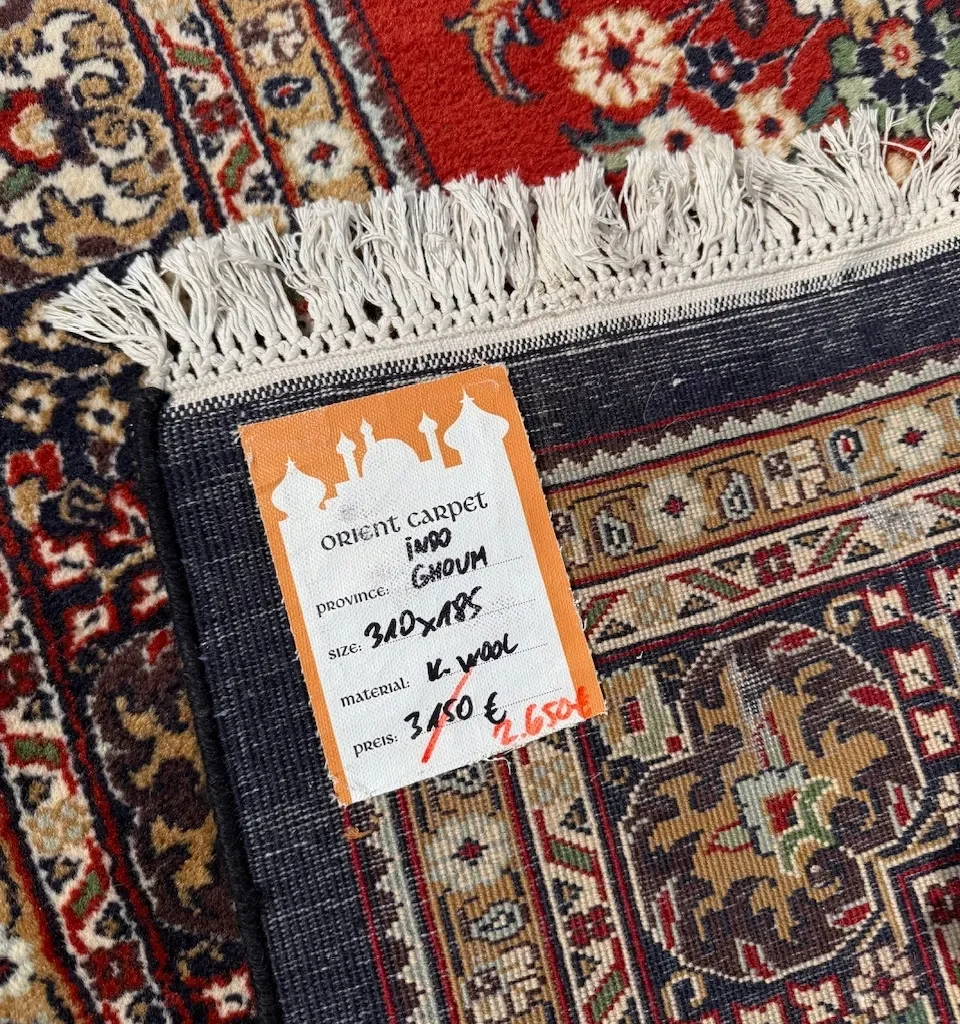 ORIENT CARPET
INDO
PROVINCE: GHOUM
SIZE: 310x185
MATERIAL: K. WOOL
PREIS: 3150 € 2.650€